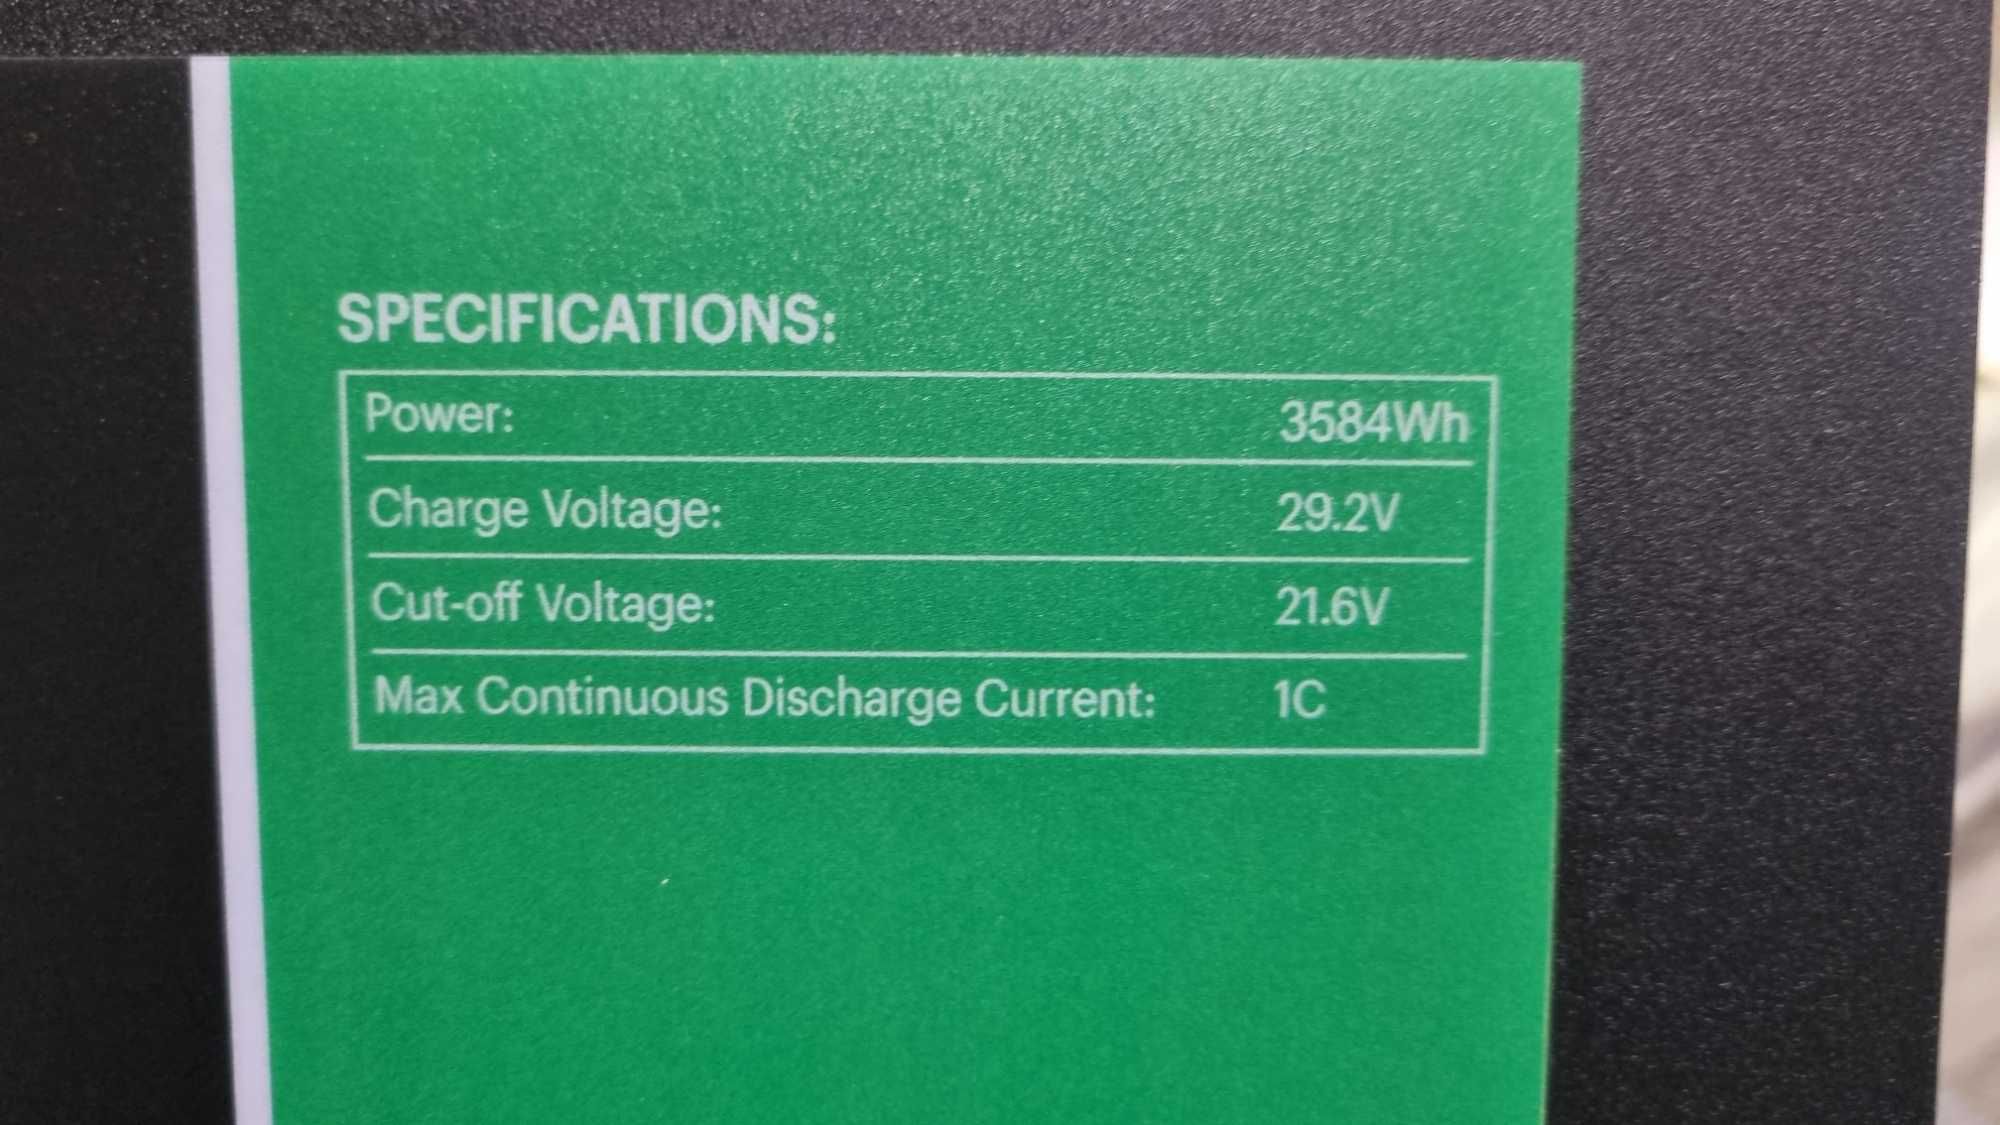 SPECIFICATIONS:
Power: 3584Wh
Charge Voltage: 29.2V
Cut-off Voltage: 21.6V
Max Continuous Discharge Current: 1C